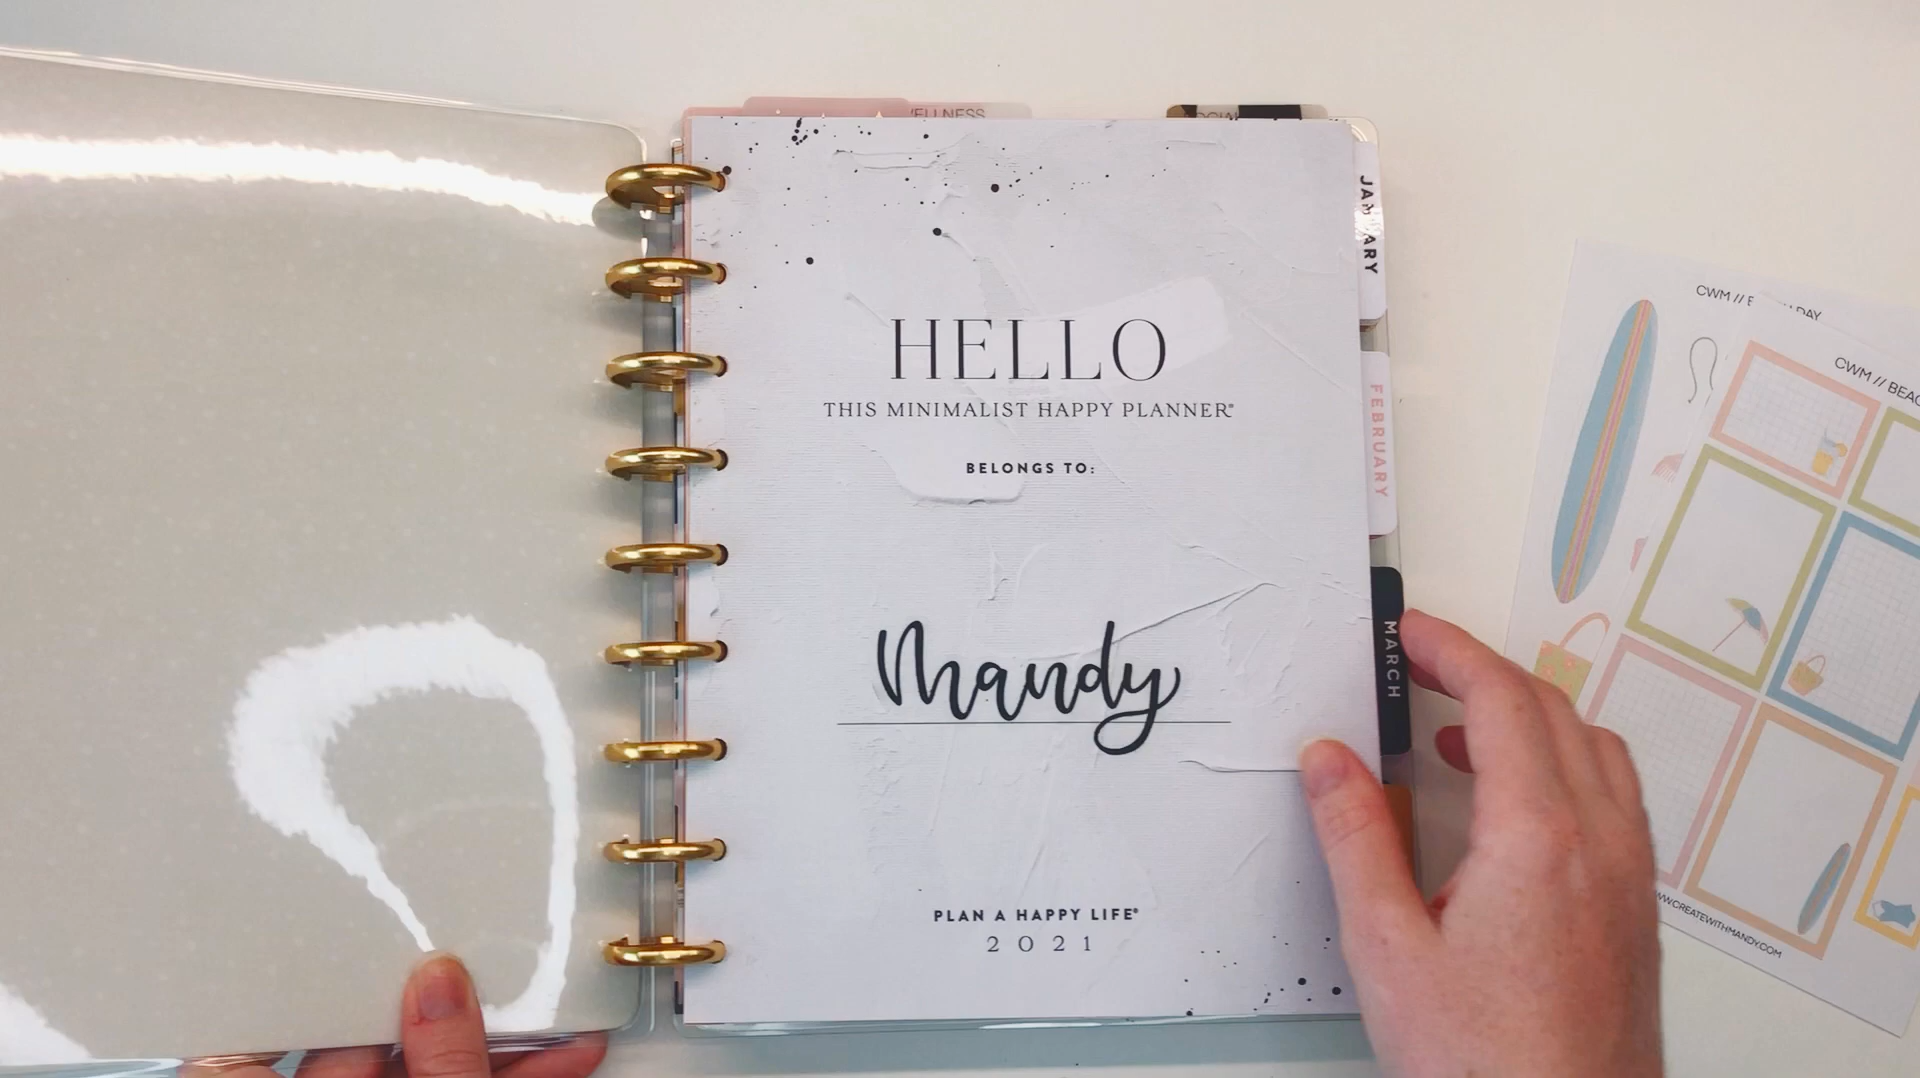 HELLO
THIS MINIMALIST HAPPY PLANNER®
BELONGS TO:
Mandy
PLAN A HAPPY LIFE®
2021
JANUARY
FEBRUARY
MARCH
CWM //
DAY
CWM //
WWW.CREATEWITHMANDY.COM